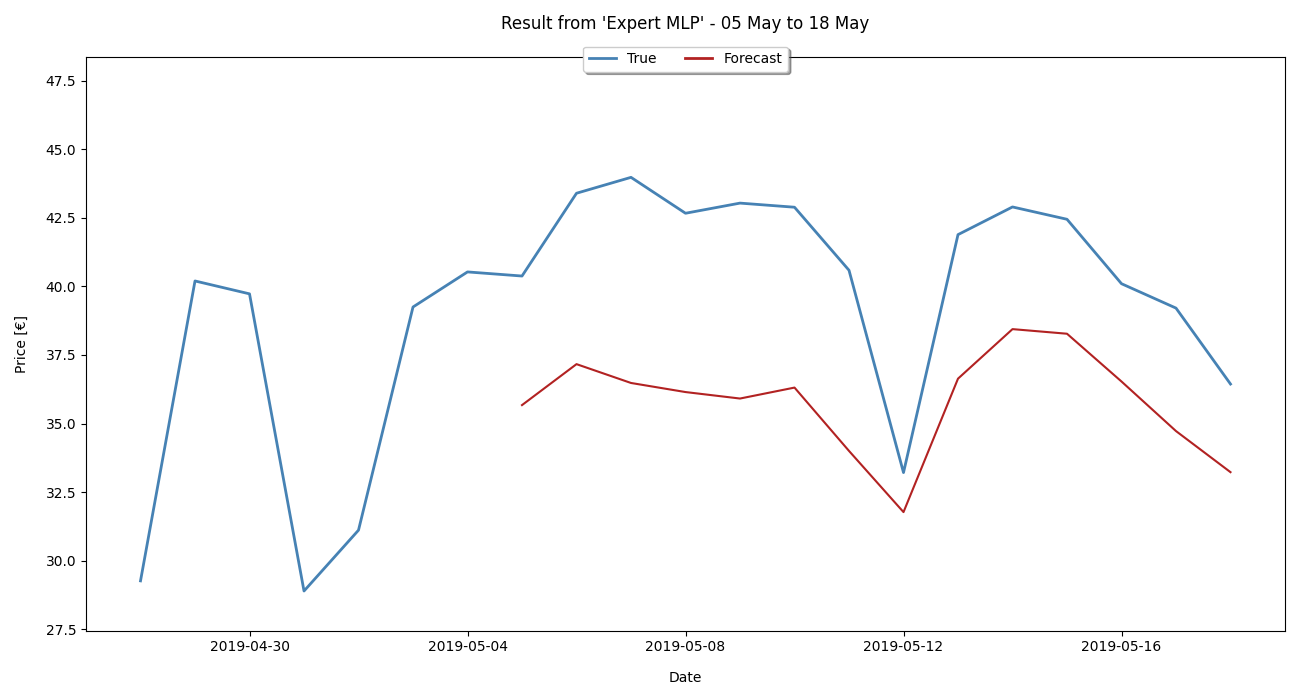 Result from 'Expert MLP' - 05 May to 18 May
True Forecast
47.5
45.0
42.5
40.0
37.5
35.0
32.5
30.0
27.5
Price [€]
2019-04-30 2019-05-04 2019-05-08 2019-05-12 2019-05-16
Date